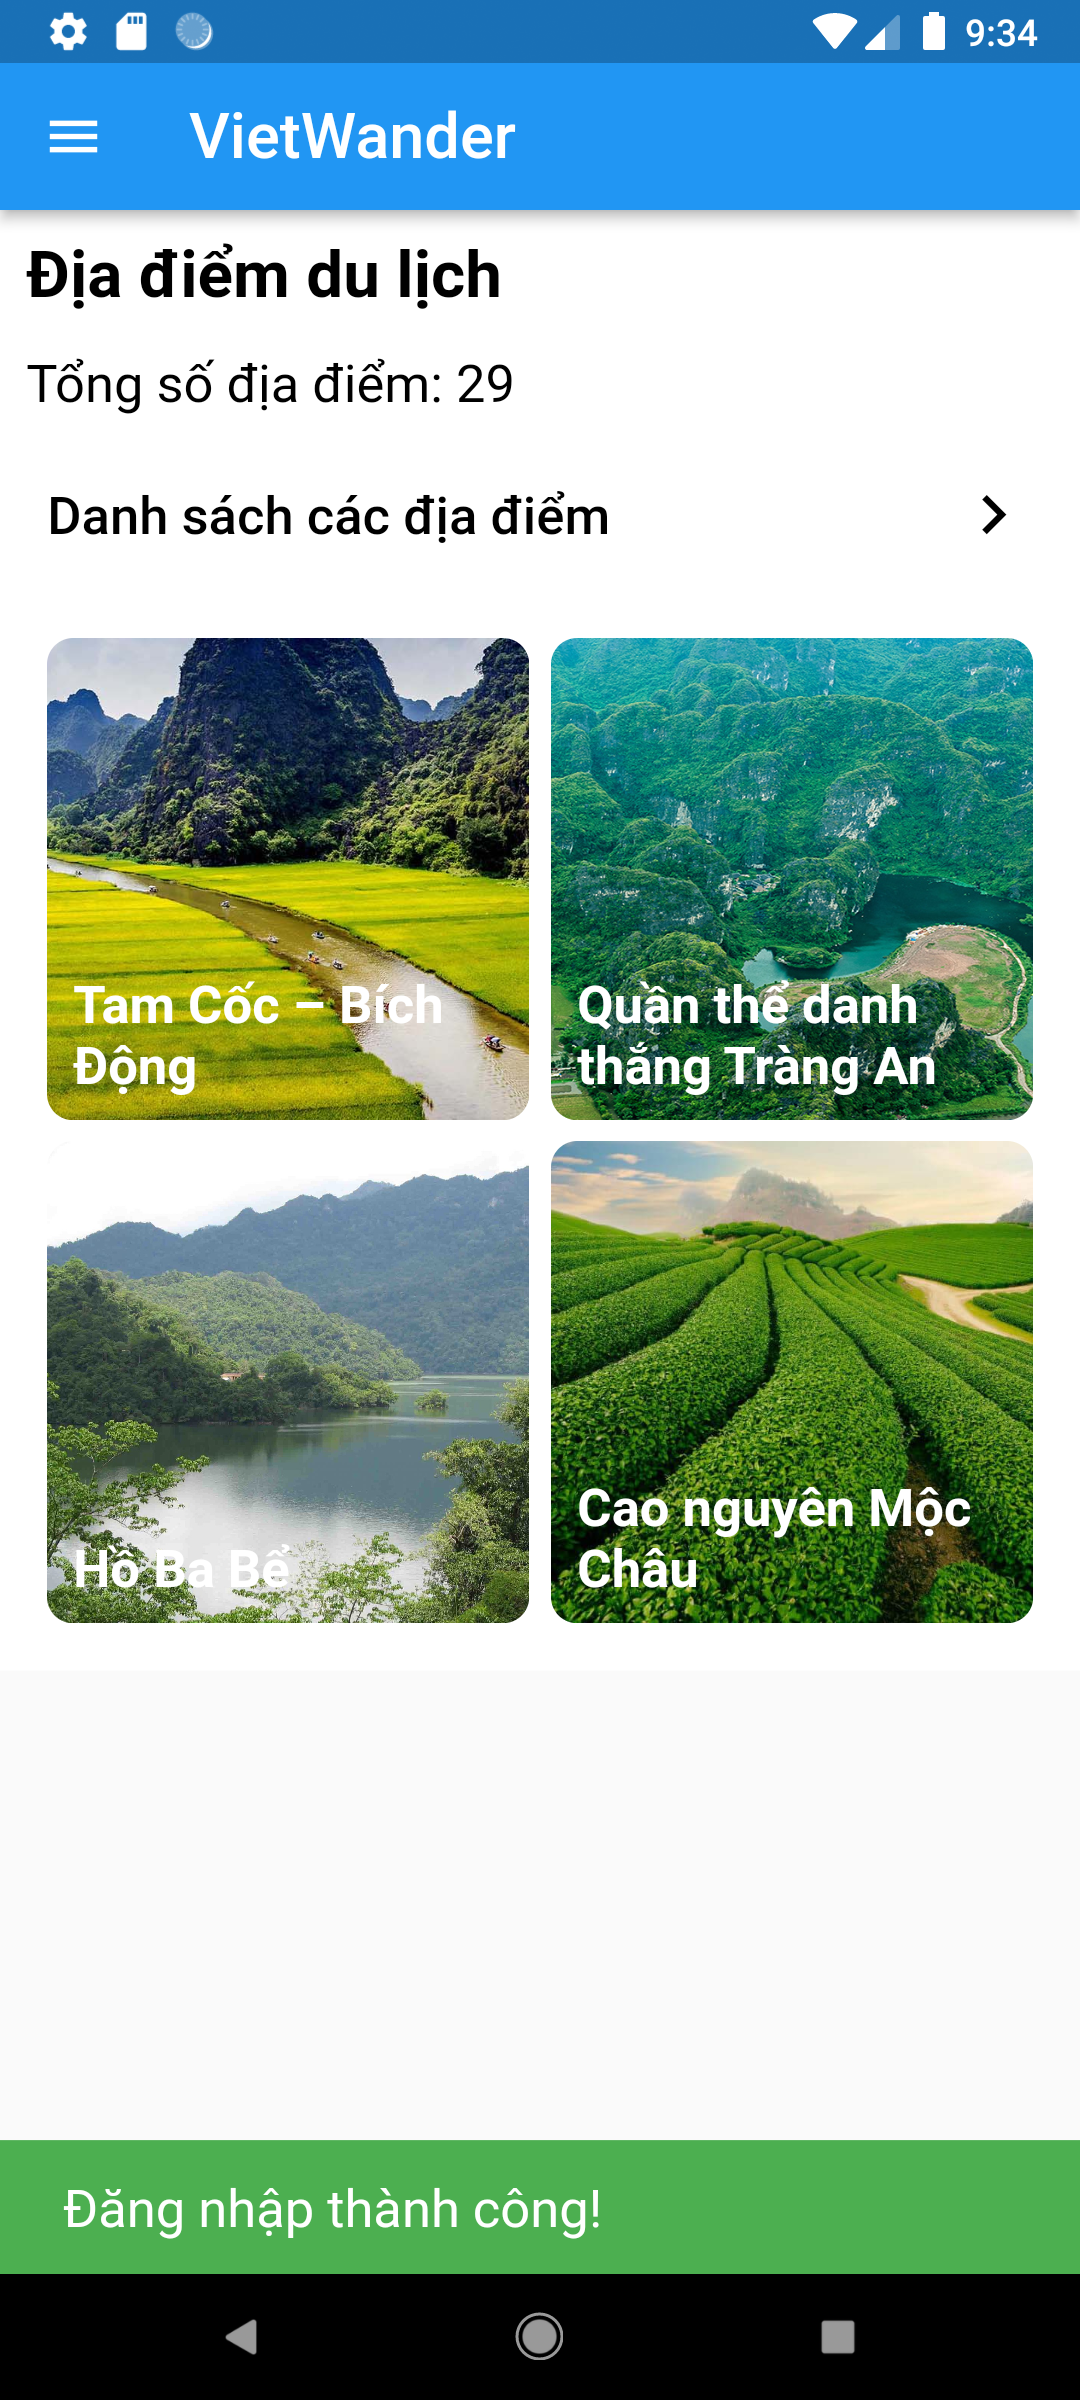 9:34
VietWander
Địa điểm du lịch
Tổng số địa điểm: 29
Danh sách các địa điểm
Tam Cốc – Bích
Động
Quần thể danh
thắng Tràng An
Hồ Ba Bể
Cao nguyên Mộc
Châu
Đăng nhập thành công!